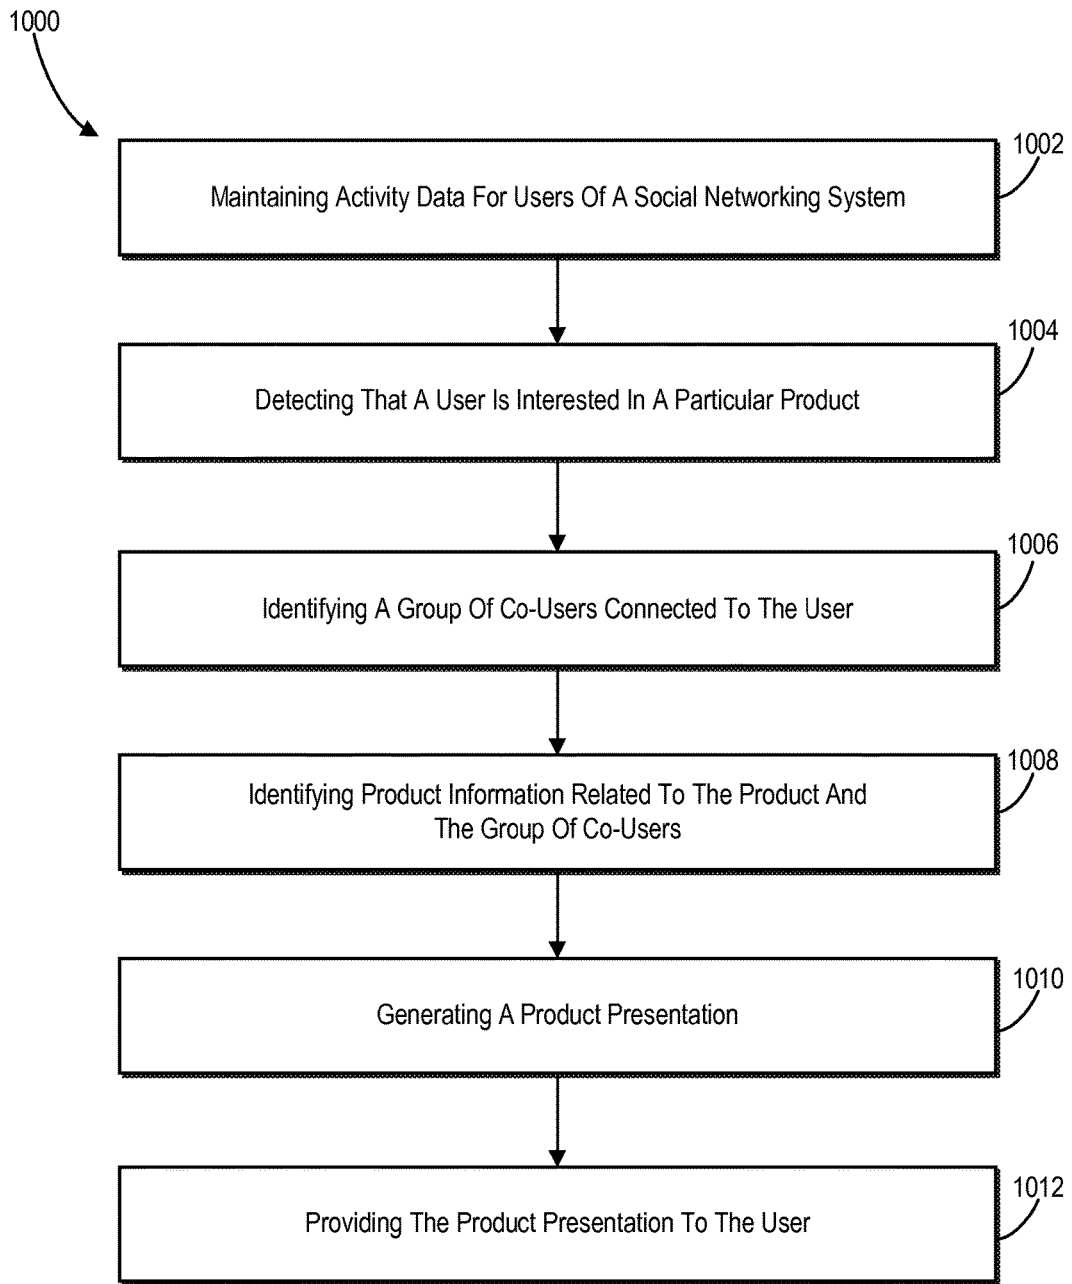 1000
1002
Maintaining Activity Data For Users Of A Social Networking System
1004
Detecting That A User Is Interested In A Particular Product
1006
Identifying A Group Of Co-Users Connected To The User
1008
Identifying Product Information Related To The Product And
The Group Of Co-Users
1010
Generating A Product Presentation
1012
Providing The Product Presentation To The User